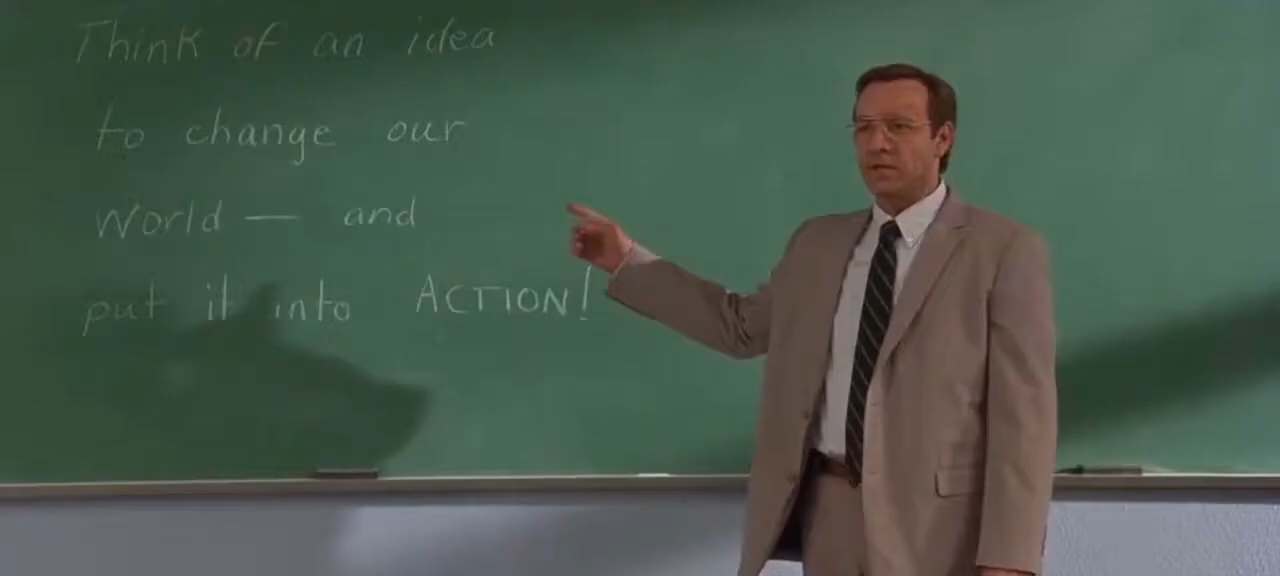 Think of an idea
to change our
World — and
put it into ACTION!